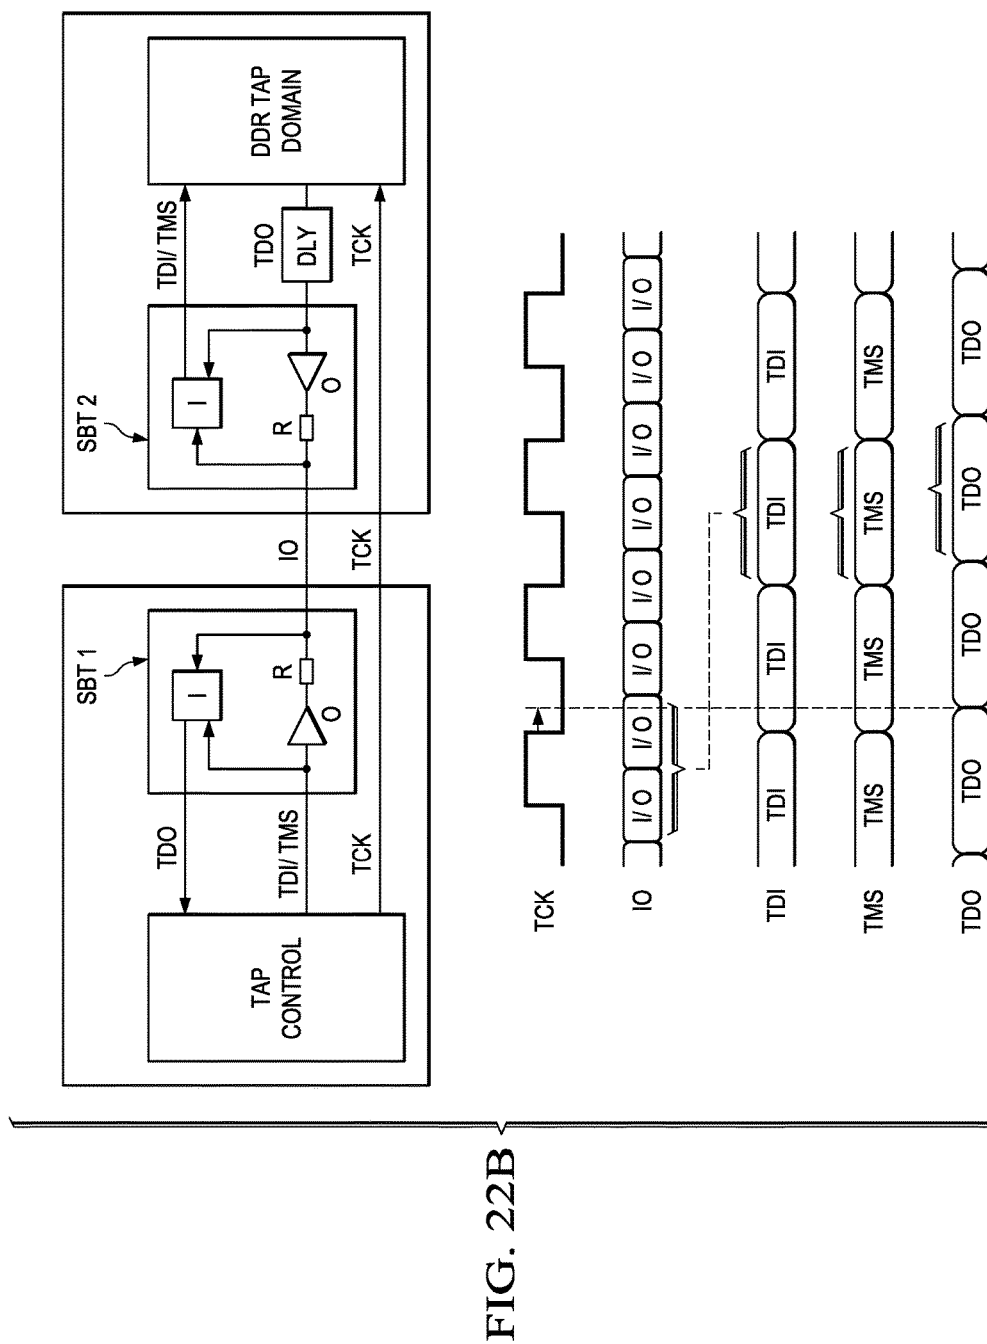 FIG. 22B
SBT 1
SBT 2
TDO
I
I
TDI/ TMS
TAP
CONTROL
DDR TAP
DOMAIN
TDI/ TMS
O
R
IO
R
O
TDO
DLY
TCK
TCK
TCK
TCK
IO
I/O
I/O
I/O
I/O
I/O
I/O
I/O
I/O
TDI
TDI
TDI
TDI
TDI
TMS
TMS
TMS
TMS
TMS
TDO
TDO
TDO
TDO
TDO